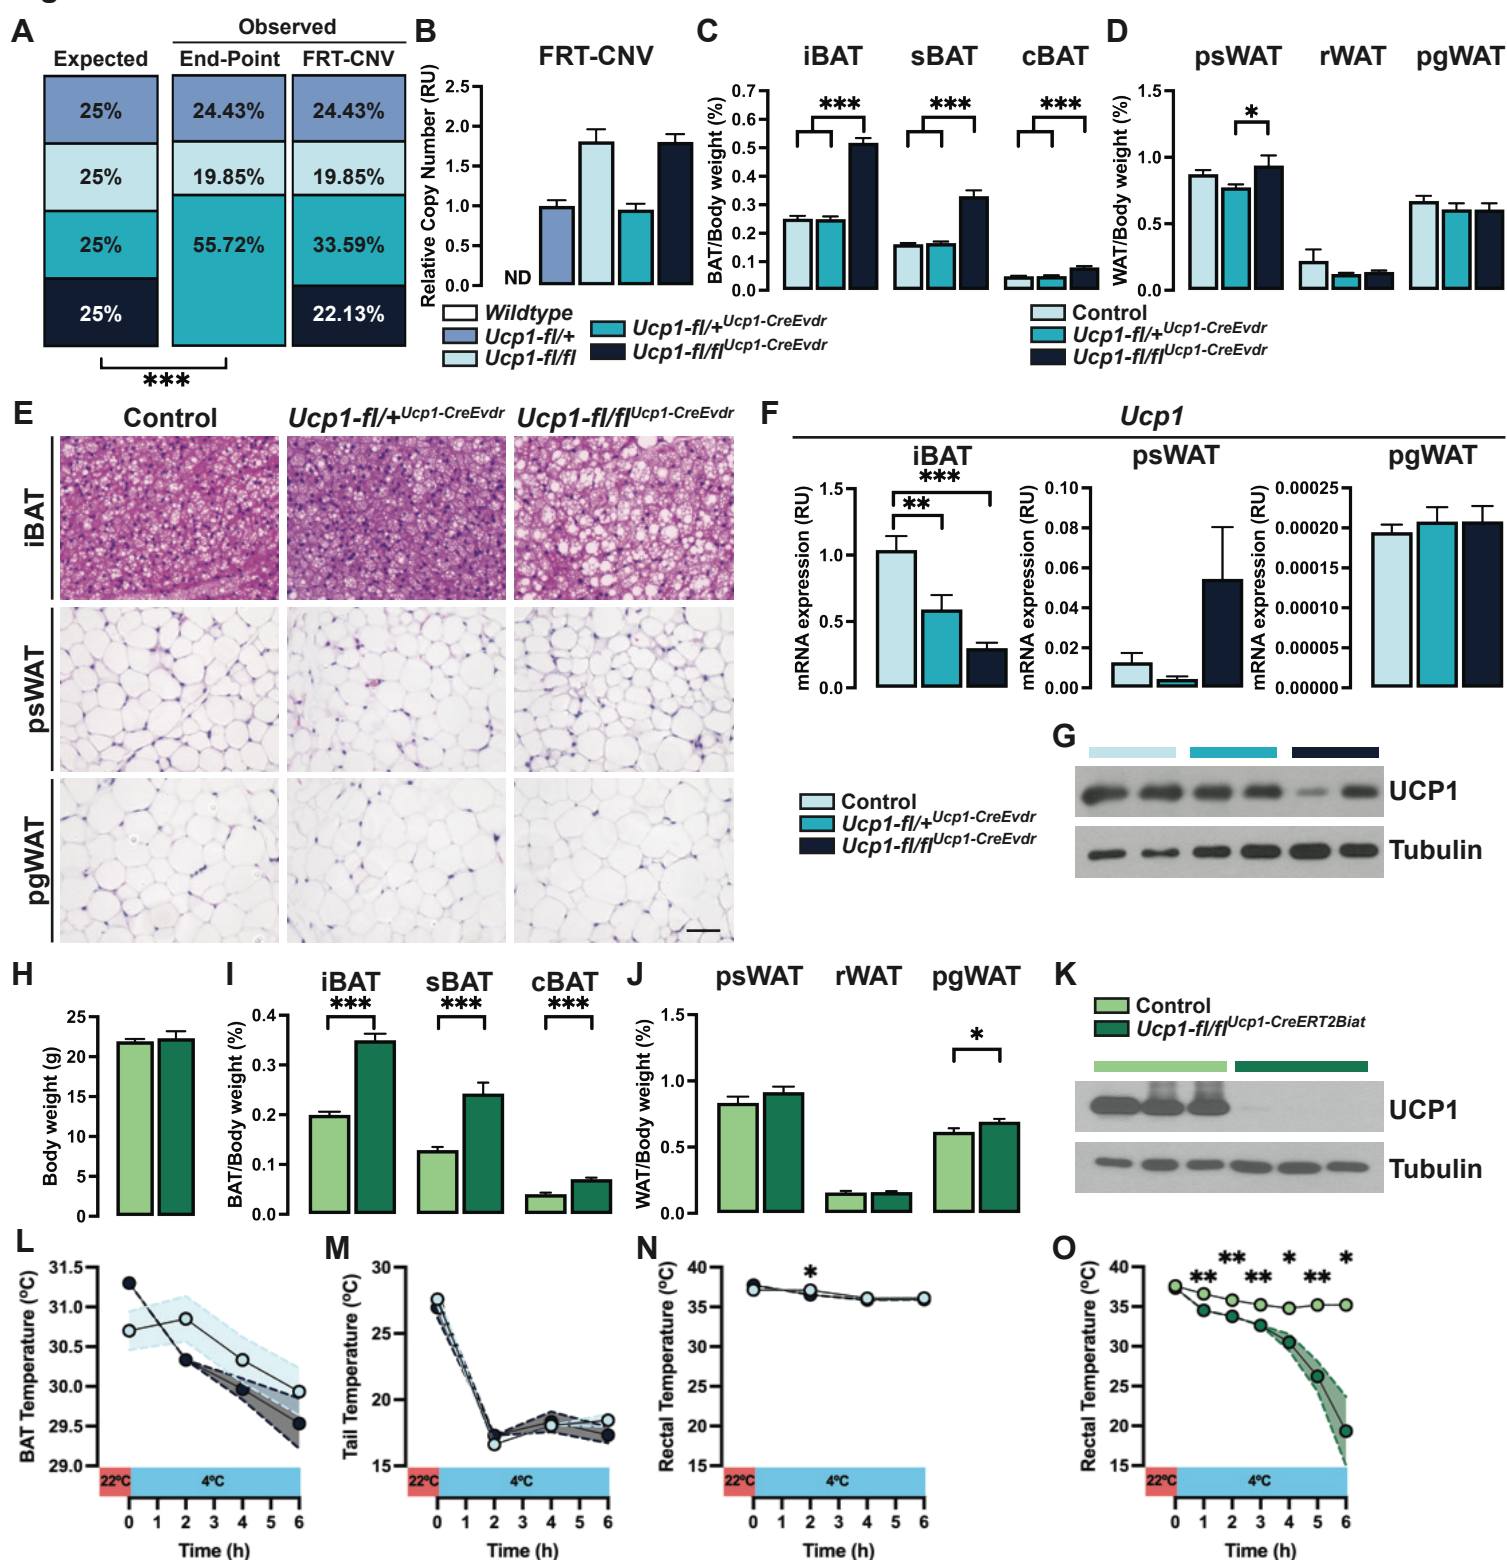 A
Observed
Expected
End-Point
FRT-CNV
25%
24.43%
24.43%
25%
19.85%
19.85%
25%
55.72%
33.59%
25%
22.13%
***
B
FRT-CNV
Relative Copy Number (RU)
2.5
2.0
1.5
1.0
0.5
0.0
ND
Wildtype
Ucp1-fl/+
Ucp1-fl/fl
Ucp1-fl/+Ucp1-CreEvdr
Ucp1-fl/flUcp1-CreEvdr
C
iBAT
sBAT
cBAT
BAT/Body weight (%)
0.7
0.6
0.5
0.4
0.3
0.2
0.1
0.0
***
***
***
D
psWAT
rWAT
pgWAT
WAT/Body weight (%)
1.5
1.0
0.5
0.0
*
Control
Ucp1-fl/+Ucp1-CreEvdr
Ucp1-fl/flUcp1-CreEvdr
E
Control
Ucp1-fl/+Ucp1-CreEvdr
Ucp1-fl/flUcp1-CreEvdr
iBAT
psWAT
pgWAT
F
Ucp1
iBAT
mRNA expression (RU)
1.5
1.0
0.5
0.0
***
**
psWAT
mRNA expression (RU)
0.10
0.08
0.06
0.04
0.02
0.00
pgWAT
mRNA expression (RU)
0.00025
0.00020
0.00015
0.00010
0.00005
0.00000
Control
Ucp1-fl/+Ucp1-CreEvdr
Ucp1-fl/flUcp1-CreEvdr
G
UCP1
Tubulin
H
Body weight (g)
25
20
15
10
5
0
I
iBAT
sBAT
cBAT
***
***
***
BAT/Body weight (%)
0.4
0.3
0.2
0.1
0.0
J
psWAT
rWAT
pgWAT
WAT/Body weight (%)
1.5
1.0
0.5
0.0
*
K
Control
Ucp1-fl/flUcp1-CreERT2Biat
UCP1
Tubulin
L
BAT Temperature (ºC)
31.5
31.0
30.5
30.0
29.5
29.0
22ºC
4ºC
0 1 2 3 4 5 6
Time (h)
M
Tail Temperature (ºC)
30
25
20
15
22ºC
4ºC
0 1 2 3 4 5 6
Time (h)
N
Rectal Temperature (ºC)
40
35
30
25
20
15
*
22ºC
4ºC
0 1 2 3 4 5 6
Time (h)
O
Rectal Temperature (ºC)
40
35
30
25
20
15
** ** ** * ** *
22ºC
4ºC
0 1 2 3 4 5 6
Time (h)